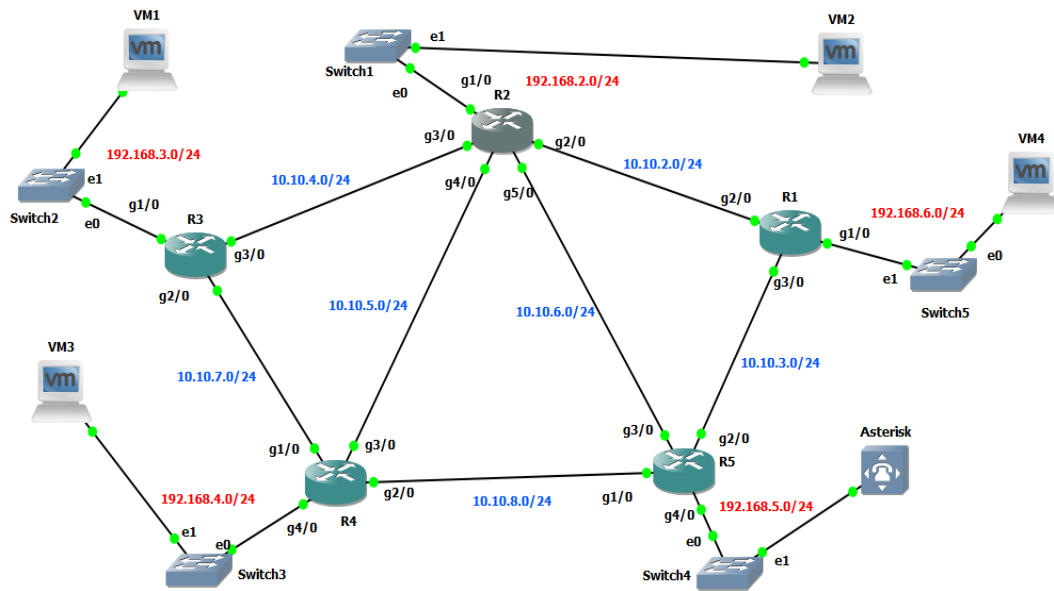 VM1
VM2
e1
Switch1
g1/0
192.168.2.0/24
e0
R2
g3/0
g2/0
VM4
192.168.3.0/24
10.10.2.0/24
g4/0
e1
10.10.4.0/24
g5/0
g2/0
R1
192.168.6.0/24
Switch2
g1/0
e0
R3
g1/0
e0
g3/0
g3/0
e1
g2/0
Switch5
10.10.5.0/24
10.10.6.0/24
VM3
10.10.7.0/24
10.10.3.0/24
g3/0
g2/0
Asterisk
g1/0
g3/0
R5
192.168.4.0/24
g2/0
10.10.8.0/24
g1/0
g4/0
192.168.5.0/24
g4/0
R4
e1
e0
e0
e1
Switch3
Switch4
vm
vm
vm
vm